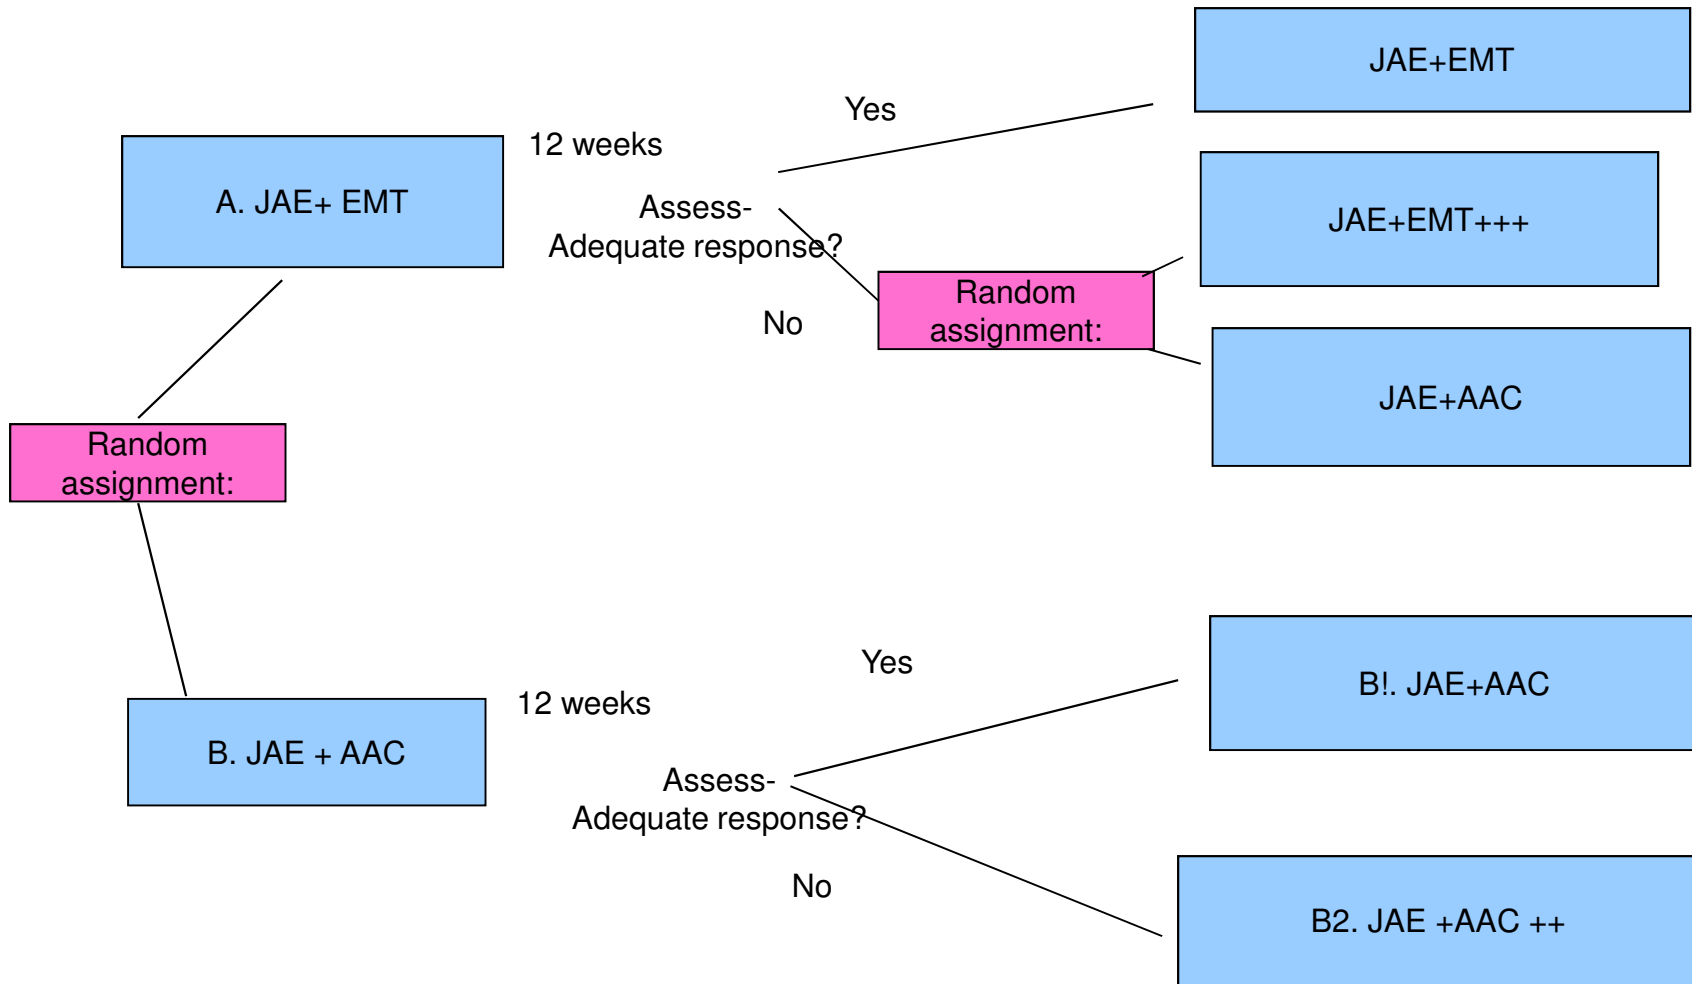 JAE+EMT
Yes
12 weeks
A. JAE+ EMT
Assess-
Adequate response?
JAE+EMT+++
Random
assignment:
No
JAE+AAC
Random
assignment:
Yes
B!. JAE+AAC
12 weeks
B. JAE + AAC
Assess-
Adequate response?
No
B2. JAE +AAC ++